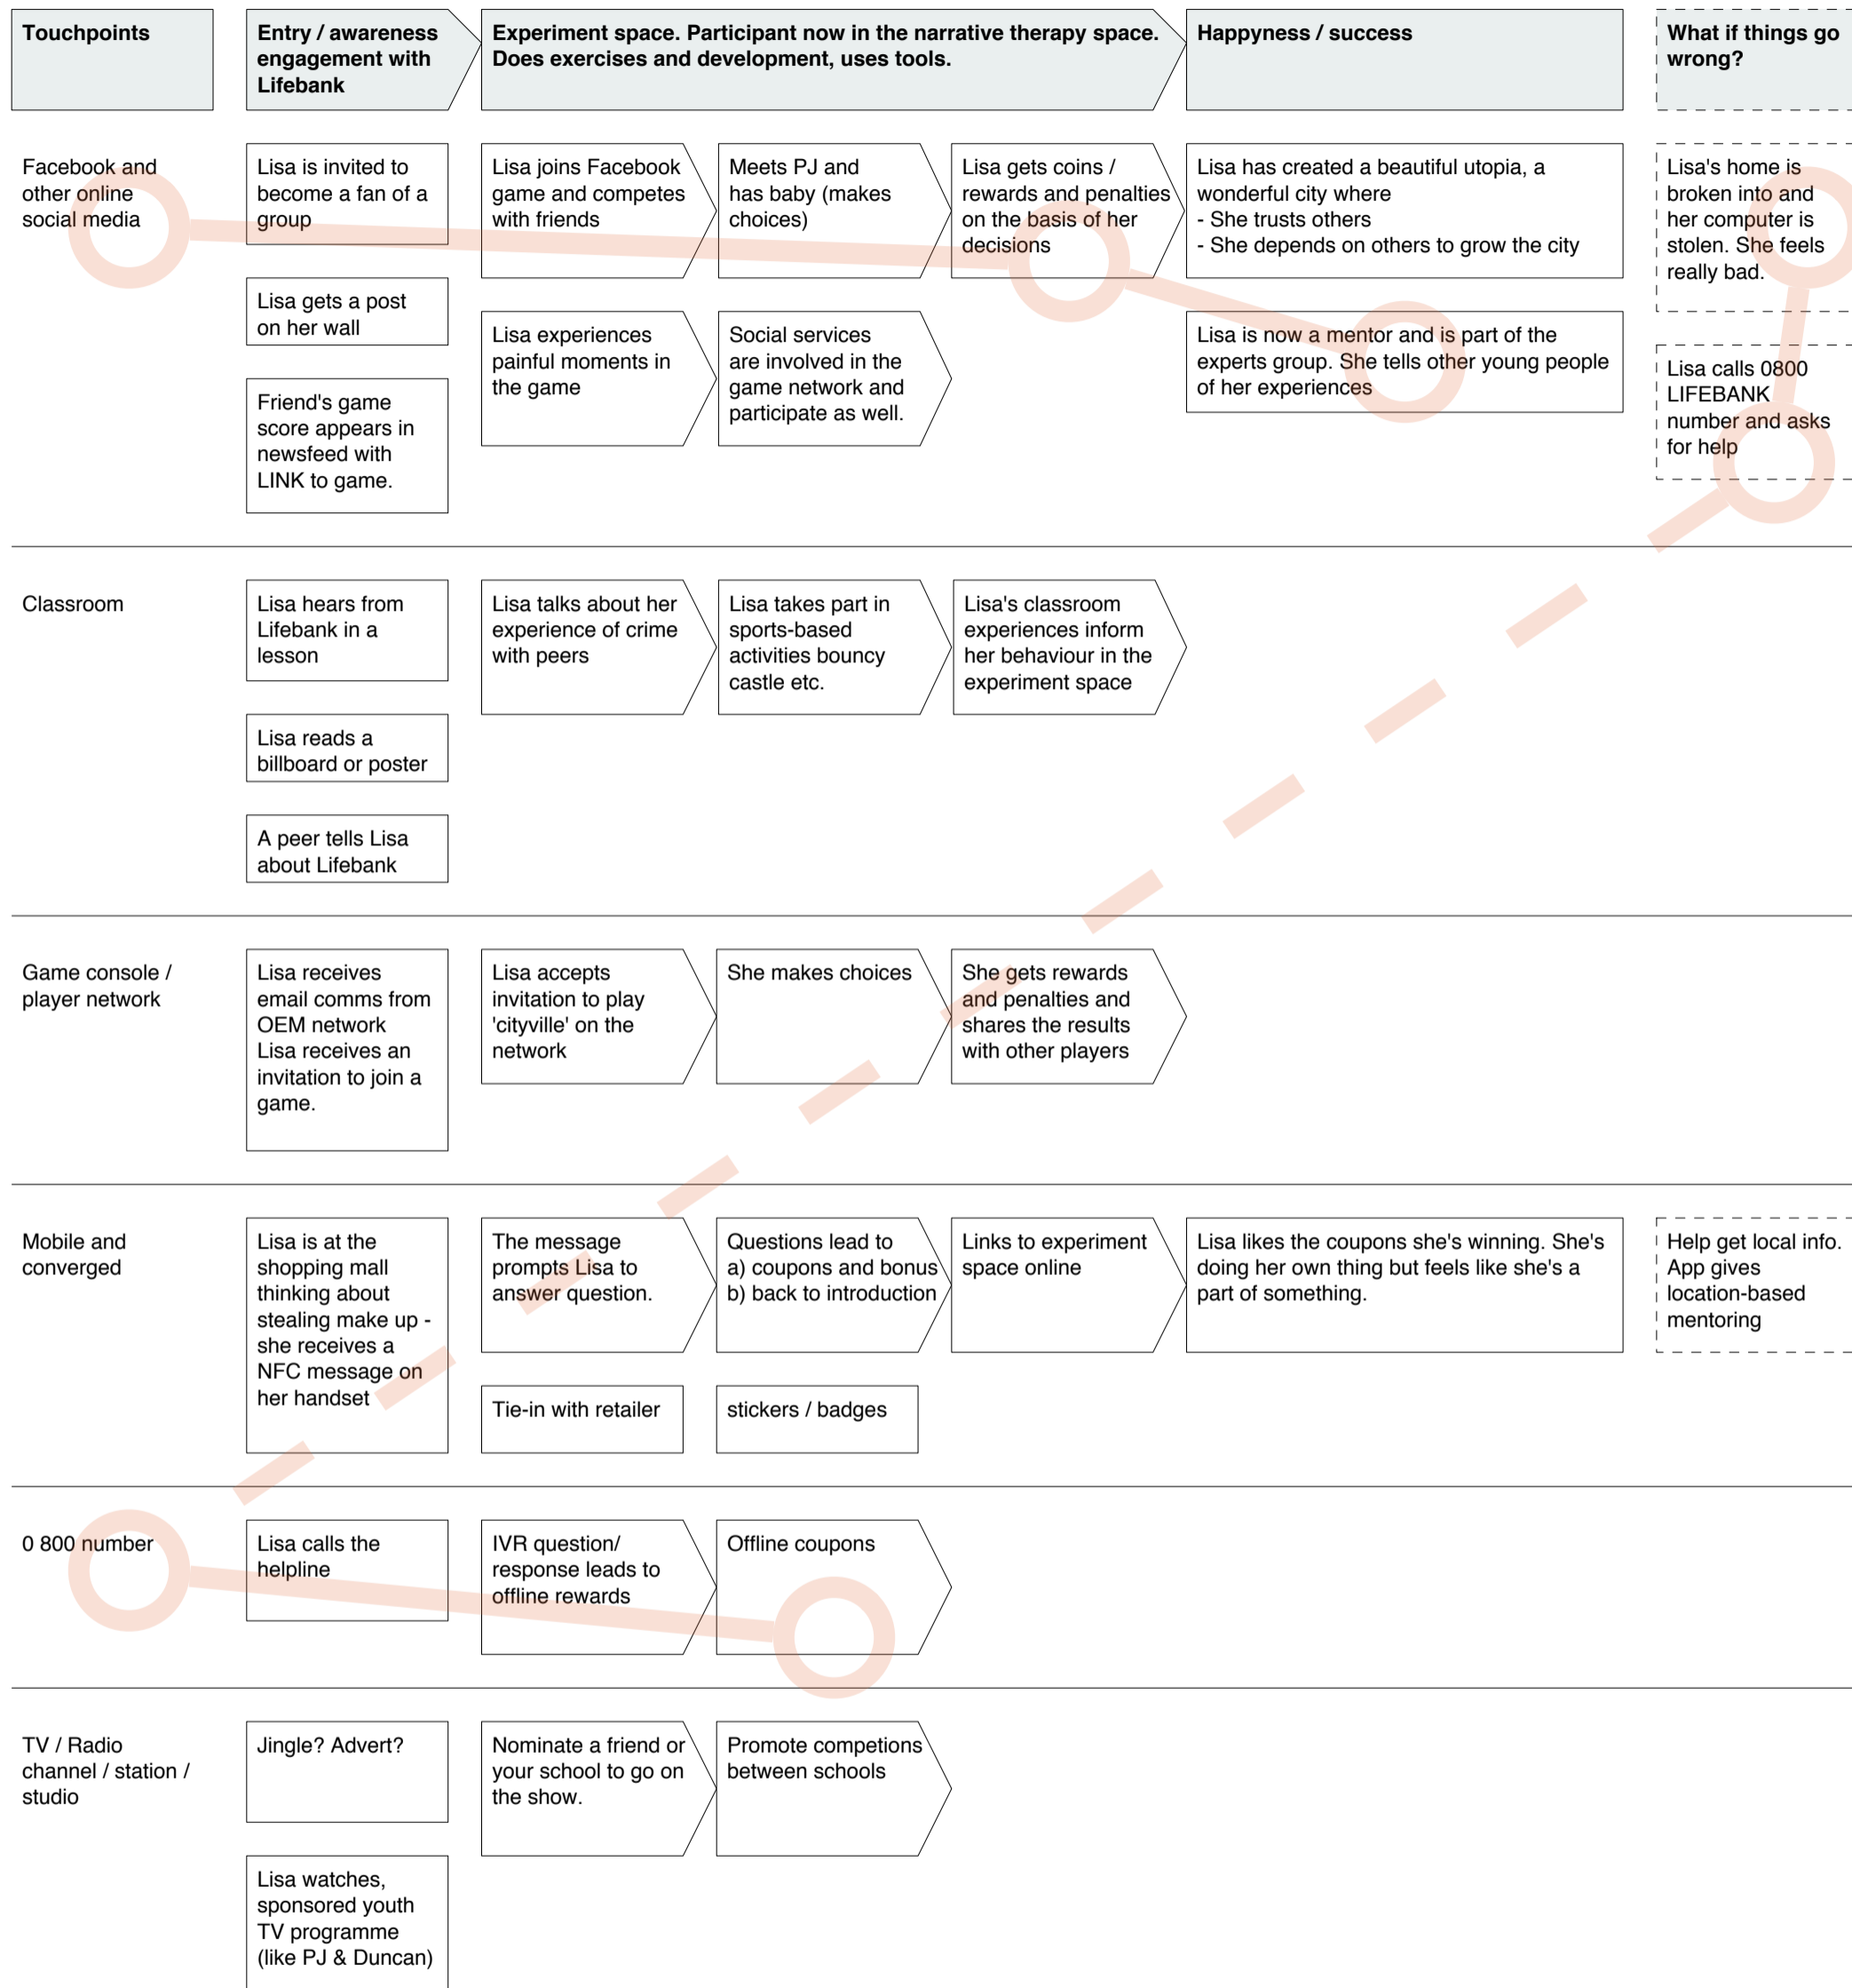 Touchpoints
Entry / awareness
engagement with
Lifebank
Experiment space. Participant now in the narrative therapy space.
Does exercises and development, uses tools.
Happyness / success
What if things go
wrong?
Facebook and
other online
social media
Lisa is invited to
become a fan of a
group
Lisa gets a post
on her wall
Friend's game
score appears in
newsfeed with
LINK to game.
Lisa joins Facebook
game and competes
with friends
Meets PJ and
has baby (makes
choices)
Lisa gets coins /
rewards and penalties
on the basis of her
decisions
Lisa experiences
painful moments in
the game
Social services
are involved in the
game network and
participate as well.
Lisa has created a beautiful utopia, a
wonderful city where
- She trusts others
- She depends on others to grow the city
Lisa is now a mentor and is part of the
experts group. She tells other young people
of her experiences
Lisa's home is
broken into and
her computer is
stolen. She feels
really bad.
Lisa calls 0800
LIFEBANK
number and asks
for help
Classroom
Lisa hears from
Lifebank in a
lesson
Lisa reads a
billboard or poster
A peer tells Lisa
about Lifebank
Lisa talks about her
experience of crime
with peers
Lisa takes part in
sports-based
activities bouncy
castle etc.
Lisa's classroom
experiences inform
her behaviour in the
experiment space
Game console /
player network
Lisa receives
email comms from
OEM network
Lisa receives an
invitation to join a
game.
Lisa accepts
invitation to play
'cityville' on the
network
She makes choices
She gets rewards
and penalties and
shares the results
with other players
Mobile and
converged
Lisa is at the
shopping mall
thinking about
stealing make up -
she receives a
NFC message on
her handset
The message
prompts Lisa to
answer question.
Questions lead to
a) coupons and bonus
b) back to introduction
Links to experiment
space online
Lisa likes the coupons she's winning. She's
doing her own thing but feels like she's a
part of something.
Help get local info.
App gives
location-based
mentoring
Tie-in with retailer
stickers / badges
0 800 number
Lisa calls the
helpline
IVR question/
response leads to
offline rewards
Offline coupons
TV / Radio
channel / station /
studio
Jingle? Advert?
Lisa watches,
sponsored youth
TV programme
(like PJ & Duncan)
Nominate a friend or
your school to go on
the show.
Promote competions
between schools